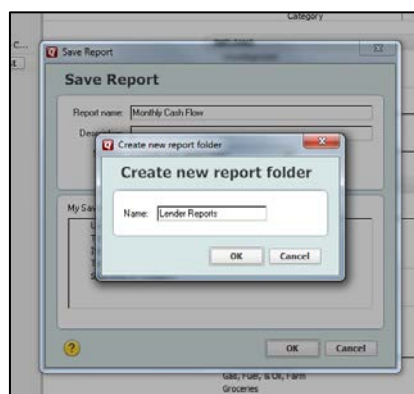 Category
C...
Save Report
Save Report
Report name: Monthly Cash Flow
Create new report folder
Create new report folder
Name: Lender Reports
OK Cancel
My Sav
? OK Cancel
Gas, Fuel, & Oil, Farm
Groceries